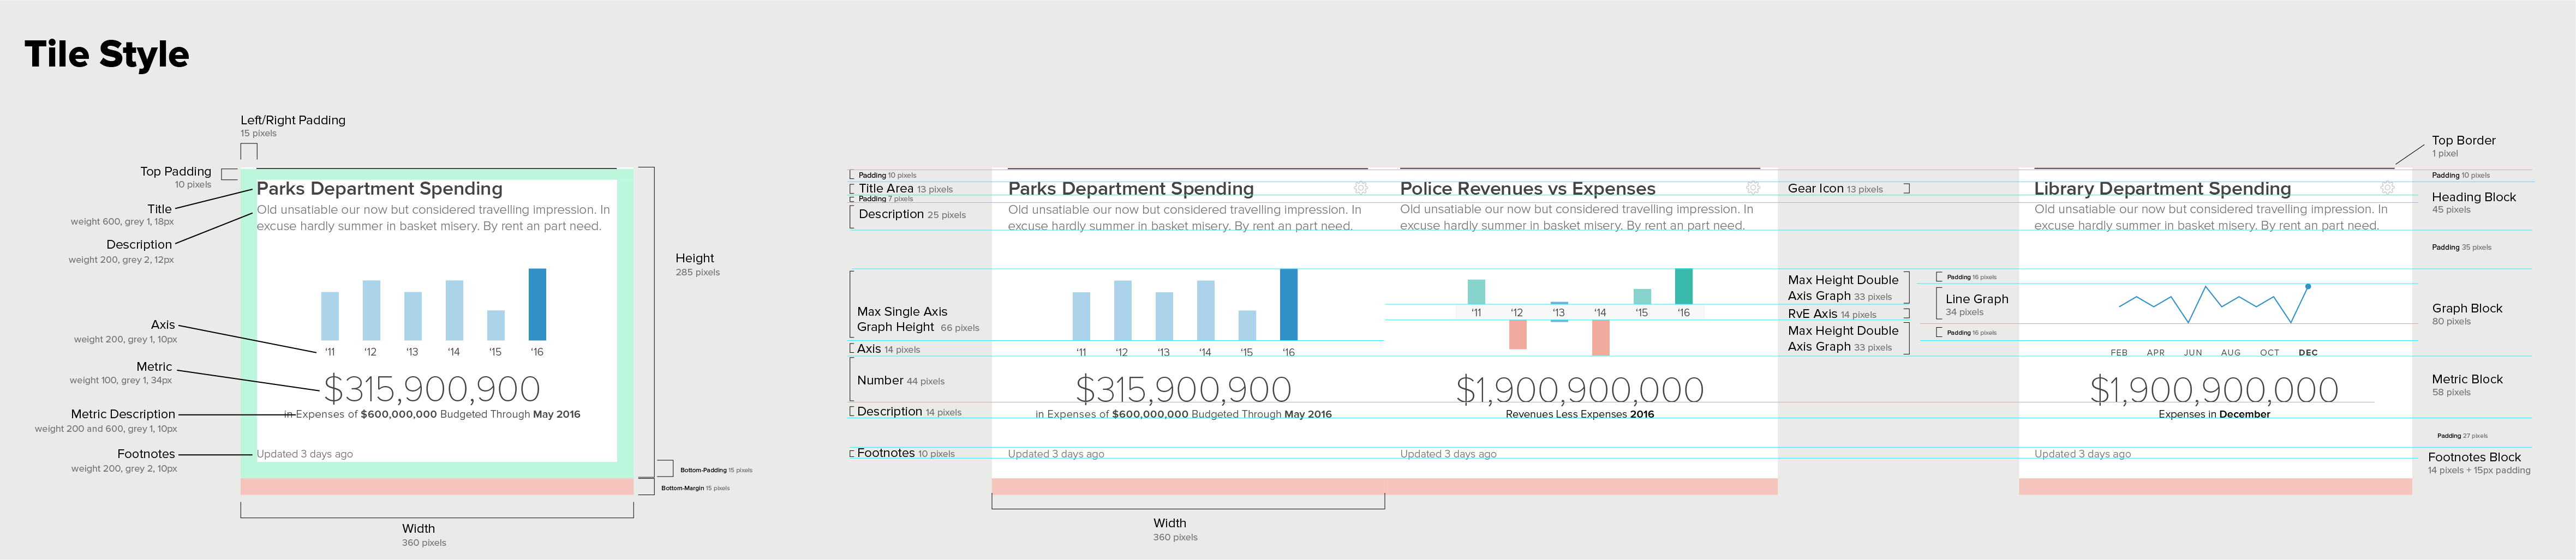 Tile Style
Left/Right Padding
15 pixels
Top Padding
10 pixels
Title
weight 600, grey 1, 18px
Description
weight 200, grey 2, 12px
Axis
weight 200, grey 1, 10px
Metric
weight 100, grey 1, 34px
Metric Description
weight 200 and 600, grey 1, 10px
Footnotes
weight 200, grey 2, 10px
Parks Department Spending
Old unsatiable our now but considered travelling impression. In
excuse hardly summer in basket misery. By rent an part need.
'11 '12 '13 '14 '15 '16
$315,900,900
in Expenses of $600,000,000 Budgeted Through May 2016
Updated 3 days ago
Height
285 pixels
Bottom-Padding 15 pixels
Bottom-Margin 15 pixels
Width
360 pixels
Padding 10 pixels
Title Area 13 pixels
Padding 7 pixels
Description 25 pixels
Max Single Axis
Graph Height 66 pixels
Axis 14 pixels
Number 44 pixels
Description 14 pixels
Footnotes 10 pixels
Parks Department Spending
Old unsatiable our now but considered travelling impression. In
excuse hardly summer in basket misery. By rent an part need.
'11 '12 '13 '14 '15 '16
$315,900,900
in Expenses of $600,000,000 Budgeted Through May 2016
Updated 3 days ago
Width
360 pixels
Police Revenues vs Expenses
Old unsatiable our now but considered travelling impression. In
excuse hardly summer in basket misery. By rent an part need.
'11 '12 '13 '14 '15 '16
$1,900,900,000
Revenues Less Expenses 2016
Updated 3 days ago
Gear Icon 13 pixels
Max Height Double
Axis Graph 33 pixels
RvE Axis 14 pixels
Max Height Double
Axis Graph 33 pixels
Padding 16 pixels
Line Graph
34 pixels
Padding 16 pixels
Library Department Spending
Old unsatiable our now but considered travelling impression. In
excuse hardly summer in basket misery. By rent an part need.
FEB APR JUN AUG OCT DEC
$1,900,900,000
Expenses in December
Updated 3 days ago
Top Border
1 pixel
Padding 10 pixels
Heading Block
45 pixels
Padding 35 pixels
Graph Block
80 pixels
Metric Block
58 pixels
Padding 27 pixels
Footnotes Block
14 pixels + 15px padding